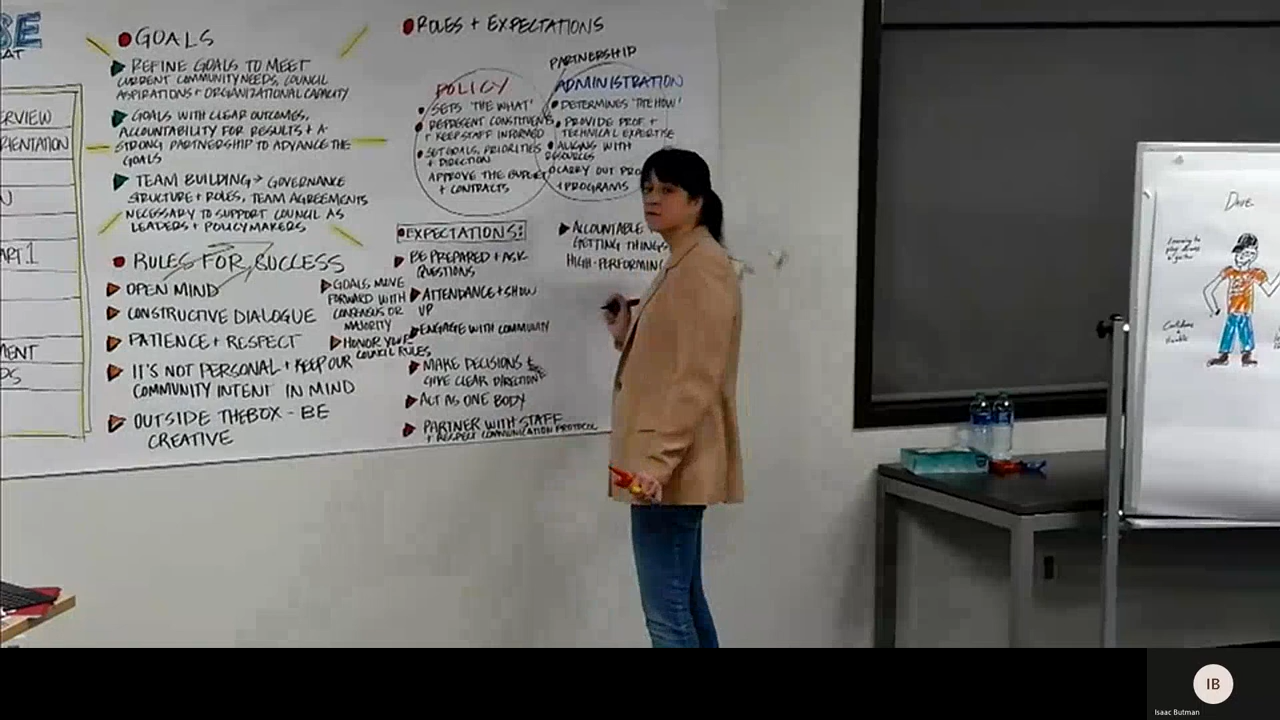 GOALS
REFINE GOALS TO MEET
CURRENT COMMUNITY NEEDS, COUNCIL
ASPIRATIONS + ORGANIZATIONAL CAPACITY
GOALS WITH CLEAR OUTCOMES,
ACCOUNTABILITY FOR RESULTS + A
STRONG PARTNERSHIP TO ADVANCE THE
GOALS
TEAM BUILDING → GOVERNANCE
STRUCTURE + ROLES, TEAM AGREEMENTS
NECESSARY TO SUPPORT COUNCIL AS
LEADERS + POLICYMAKERS
RULES FOR SUCCESS
OPEN MIND
CONSTRUCTIVE DIALOGUE
PATIENCE + RESPECT
IT'S NOT PERSONAL + KEEP OUR
COMMUNITY INTENT IN MIND
OUTSIDE THE BOX - BE
CREATIVE
GOALS MOVE
FORWARD WITH
CONSENSUS OR
MAJORITY
HONOR YOUR
COUNCIL RULES
ROLES + EXPECTATIONS
PARTNERSHIP
POLICY
SETS 'THE WHAT'
REPRESENT CONSTITUENTS
+ KEEP STAFF INFORMED
SET GOALS, PRIORITIES
+ DIRECTION
APPROVE THE BUDGET
+ CONTRACTS
ADMINISTRATION
DETERMINES 'THE HOW'
PROVIDE PROF. +
TECHNICAL EXPERTISE
ALIGNS WITH
RESOURCES
CARRY OUT PRO
+ PROGRAMS
EXPECTATIONS:
BE PREPARED + ASK
QUESTIONS
ATTENDANCE + SHOW
UP
ENGAGE WITH COMMUNITY
MAKE DECISIONS +
GIVE CLEAR DIRECTION
ACT AS ONE BODY
PARTNER WITH STAFF
+ RESPECT COMMUNICATION PROTOCOL
ACCOUNTABLE
GETTING THINGS
HIGH-PERFORMING
DAVE
IB
Isaac Butman